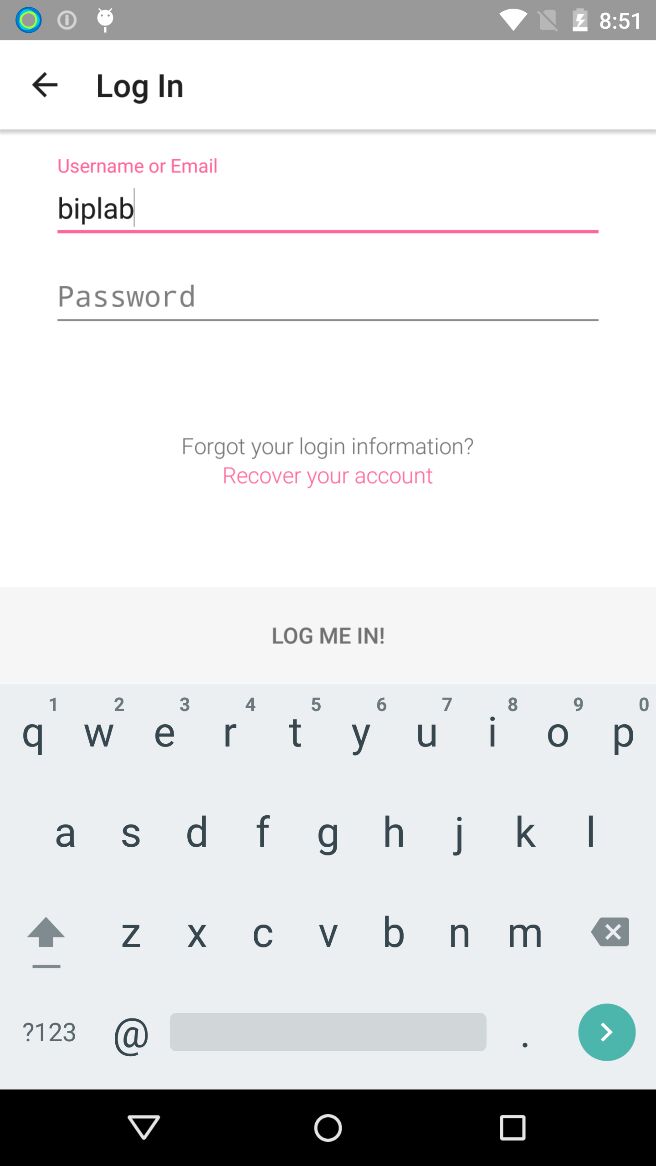 8:51
Log In
Username or Email
biplab
Password
Forgot your login information?
Recover your account
LOG ME IN!
1 2 3 4 5 6 7 8 9 0
q w e r t y u i o p
a s d f g h j k l
z x c v b n m
?123 @ .